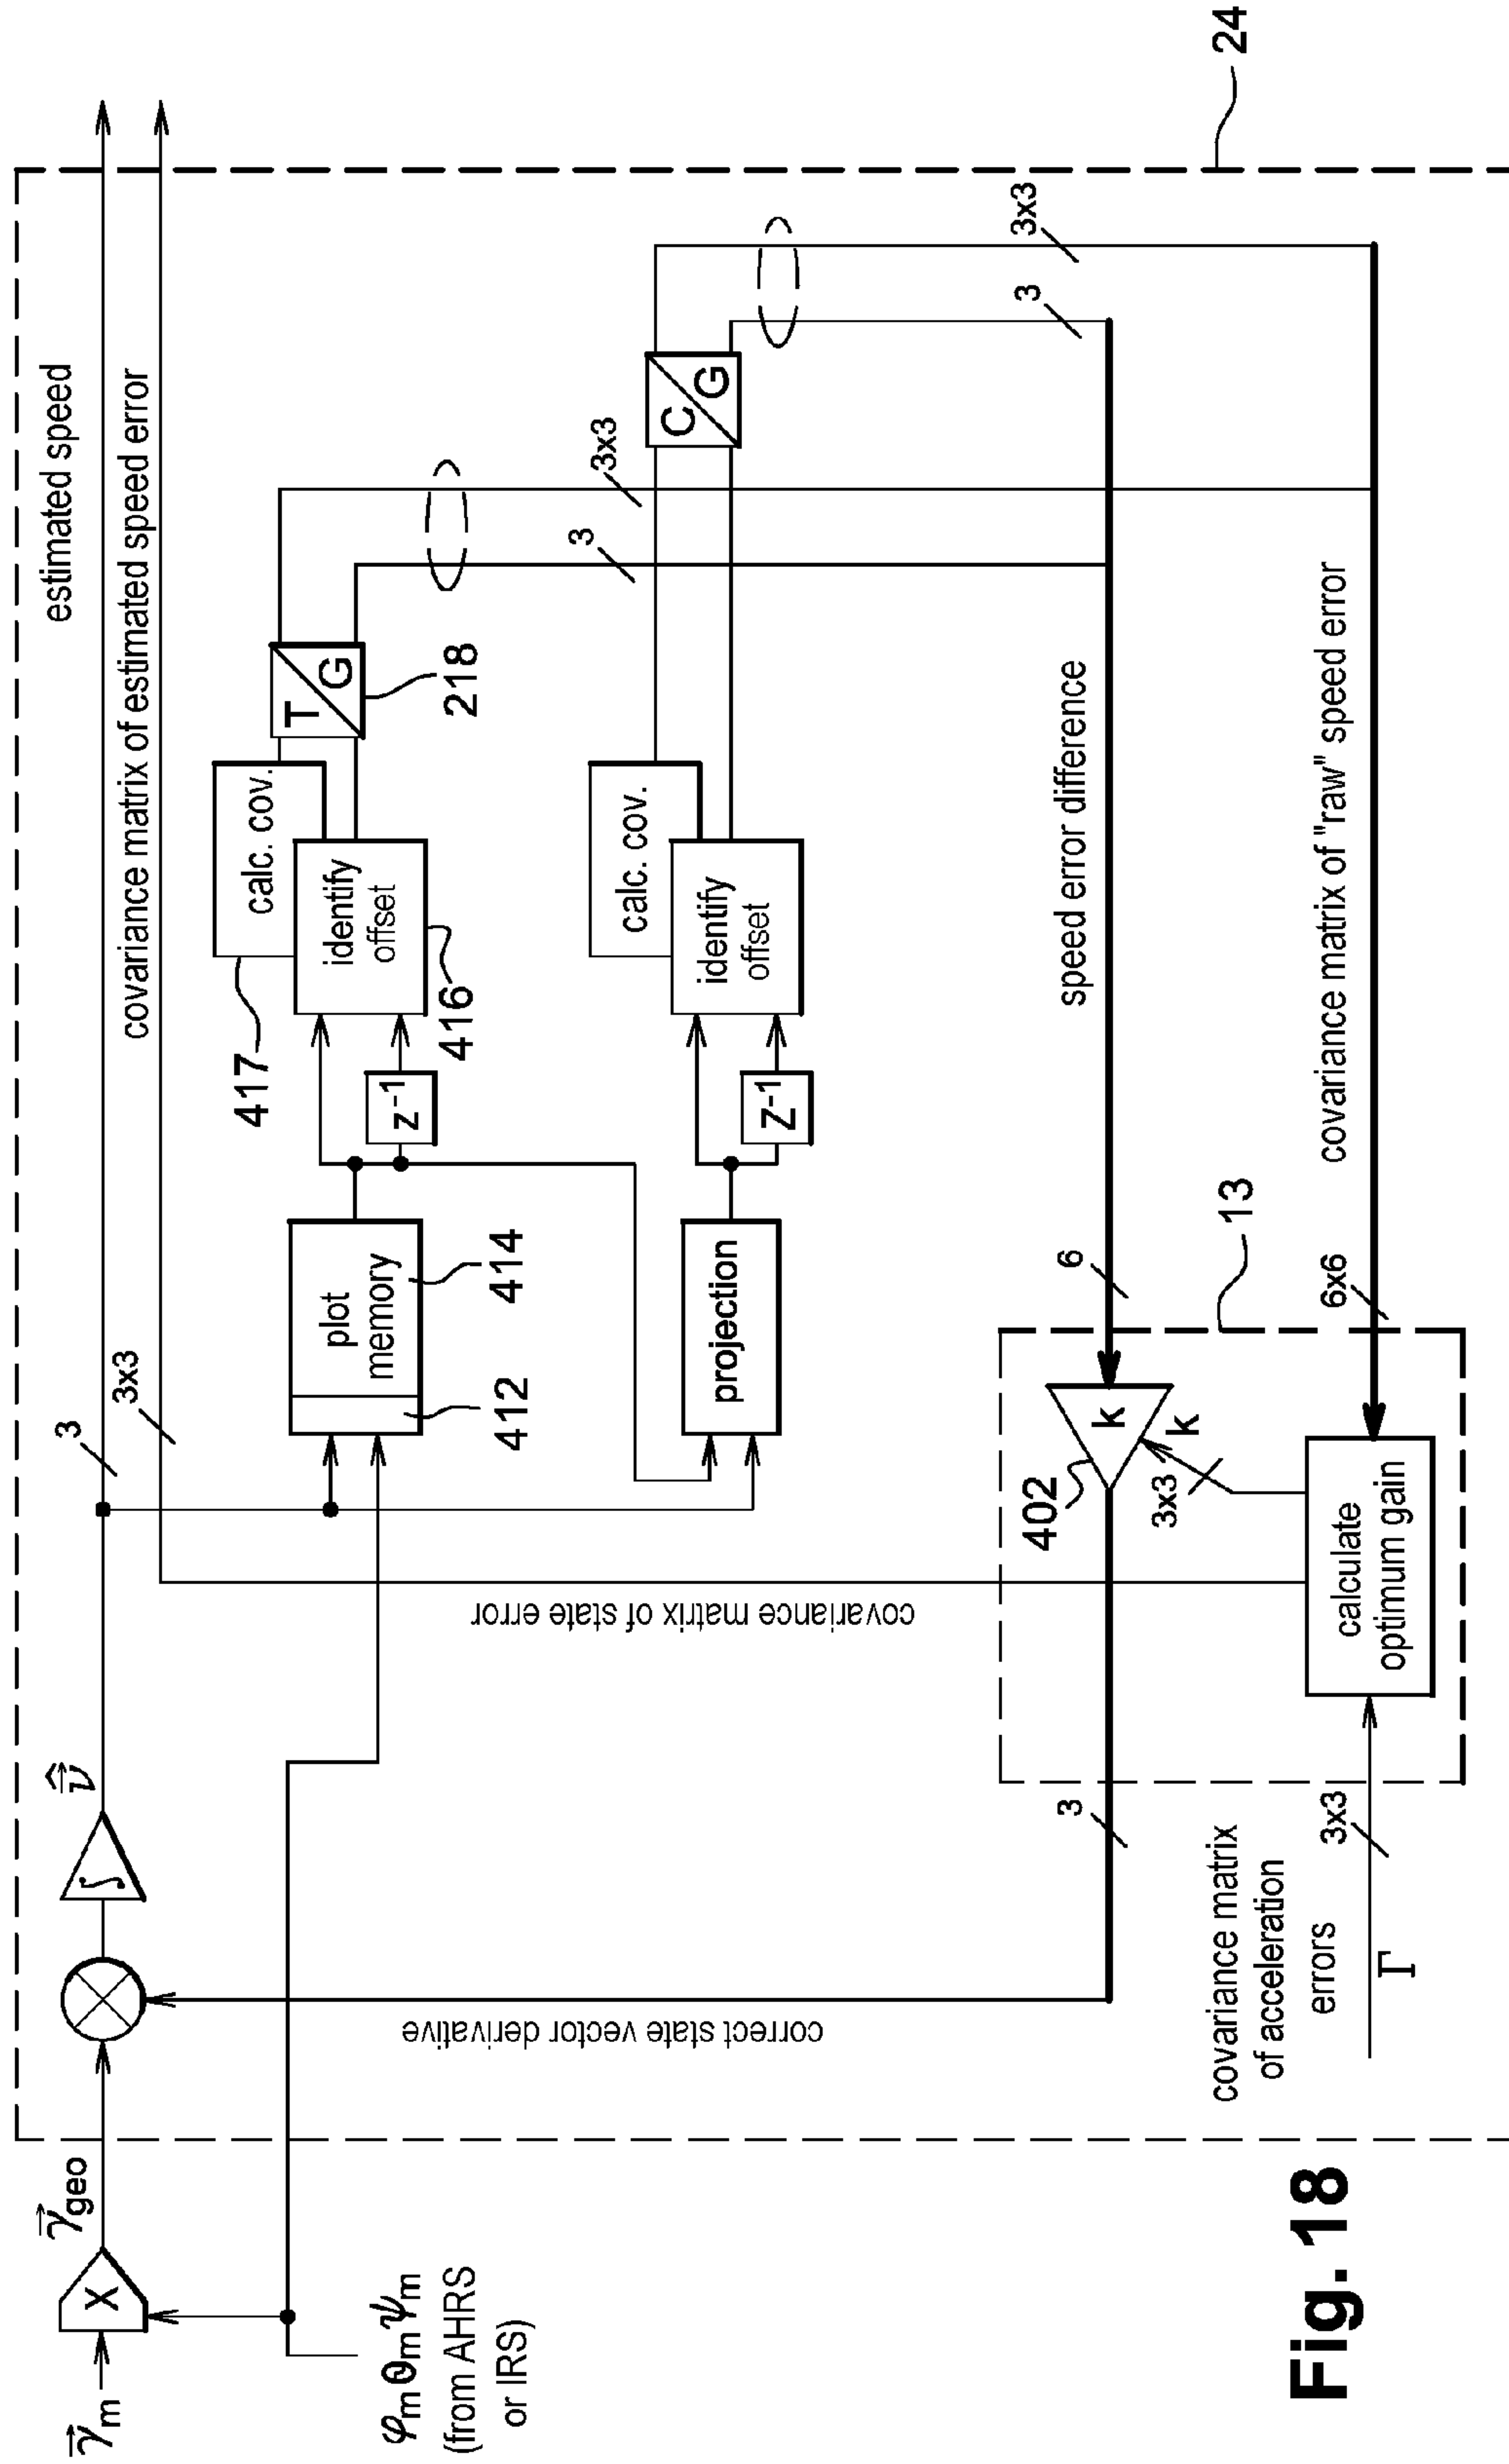 24
estimated speed
covariance matrix of estimated speed error
3
3x3
γm
γgeo
X
∫
ν̂
φm θm ψm
(from AHRS
or IRS)
plot
memory
412
414
z-1
calc. cov.
417
identify
offset
416
T
G
218
3
3x3
projection
Z-1
calc. cov.
identify
offset
C
G
3
3x3
speed error difference
6
covariance matrix of "raw" speed error
6x6
13
k
402
k
3x3
calculate
optimum gain
covariance matrix of state error
3
correct state vector derivative
covariance matrix
of acceleration
errors
3x3
Γ
Fig. 18